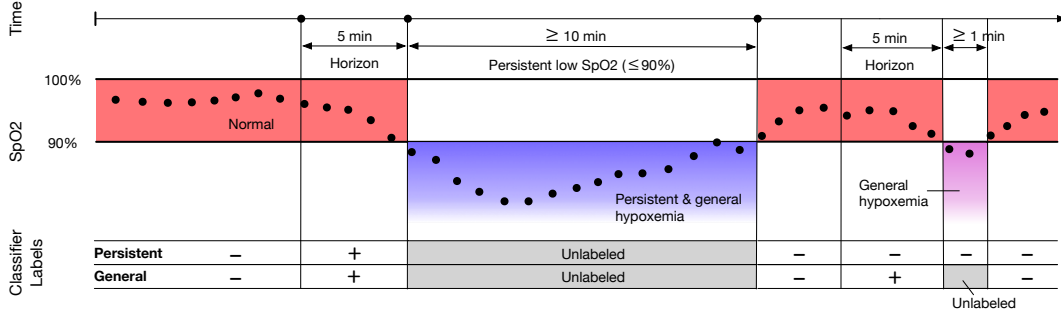 Time
5 min
≥ 10 min
5 min
≥ 1 min
Horizon
Persistent low SpO2 (≤90%)
Horizon
100%
SpO2
Normal
90%
Persistent & general
hypoxemia
General
hypoxemia
Classifier
Labels
Persistent – + Unlabeled – – – –
General – + Unlabeled – + –
Unlabeled